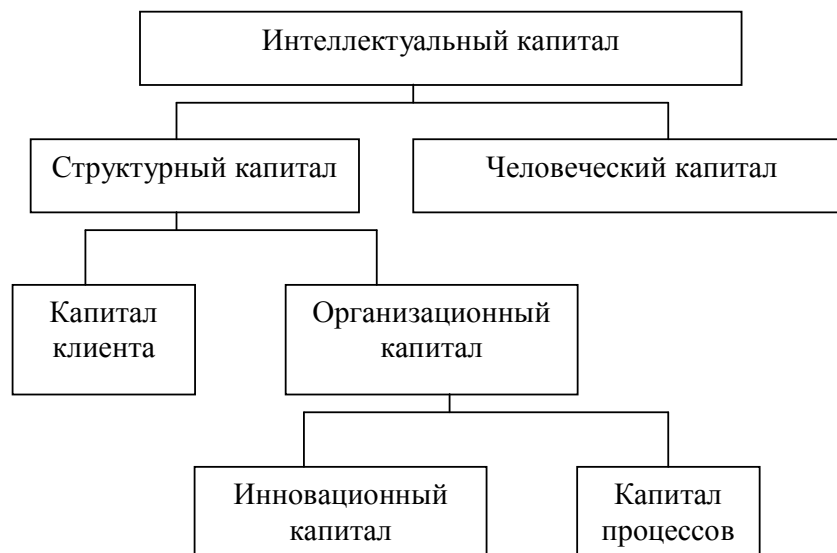 Интеллектуальный капитал
Структурный капитал
Человеческий капитал
Капитал
клиента
Организационный
капитал
Инновационный
капитал
Капитал
процессов